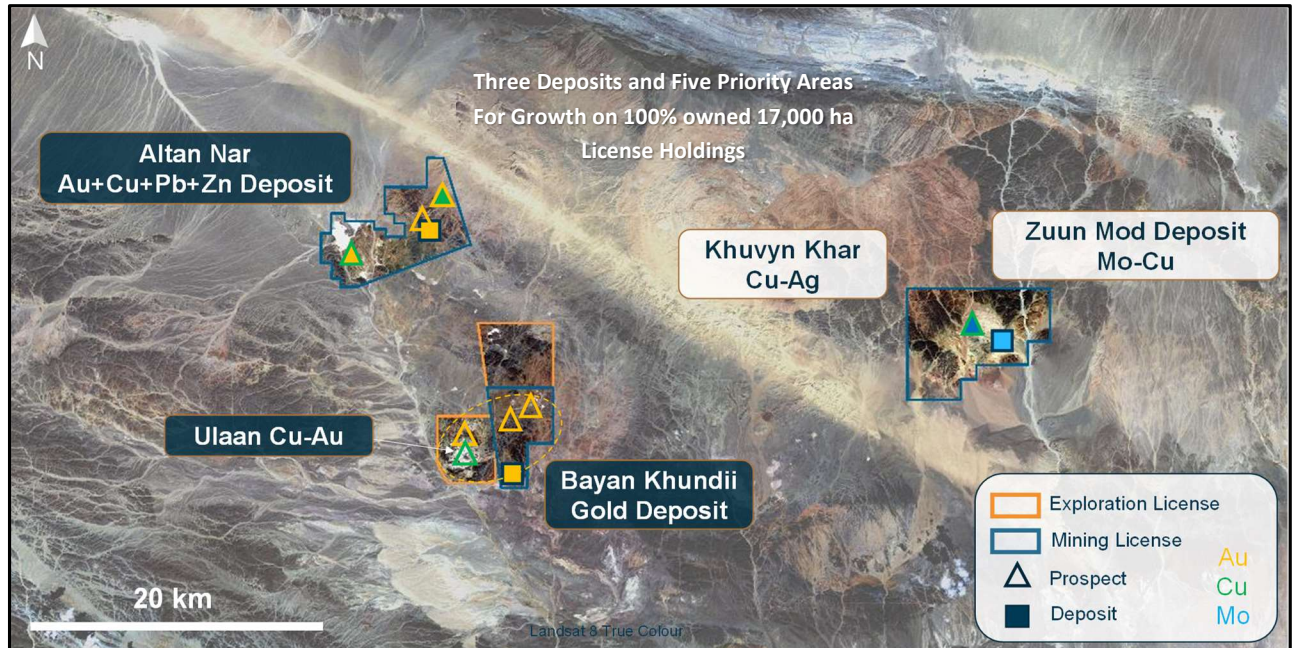 N
Three Deposits and Five Priority Areas
For Growth on 100% owned 17,000 ha
License Holdings
Altan Nar
Au+Cu+Pb+Zn Deposit
Khuvyn Khar
Cu-Ag
Zuun Mod Deposit
Mo-Cu
Ulaan Cu-Au
Bayan Khundii
Gold Deposit
Exploration License
Mining License
Prospect
Deposit
Au
Cu
Mo
20 km
Landsat 8 True Colour